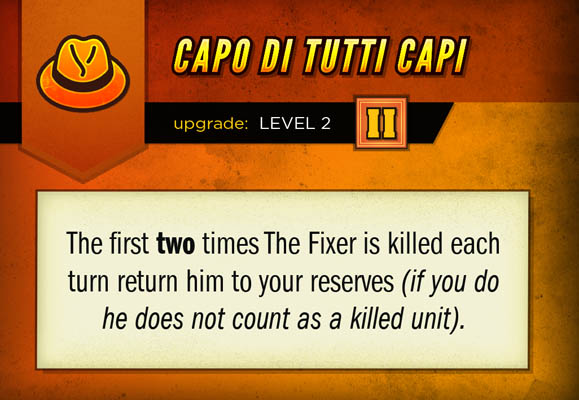 CAPO DI TUTTI CAPI
upgrade: LEVEL 2
II
The first two times The Fixer is killed each
turn return him to your reserves (if you do
he does not count as a killed unit).